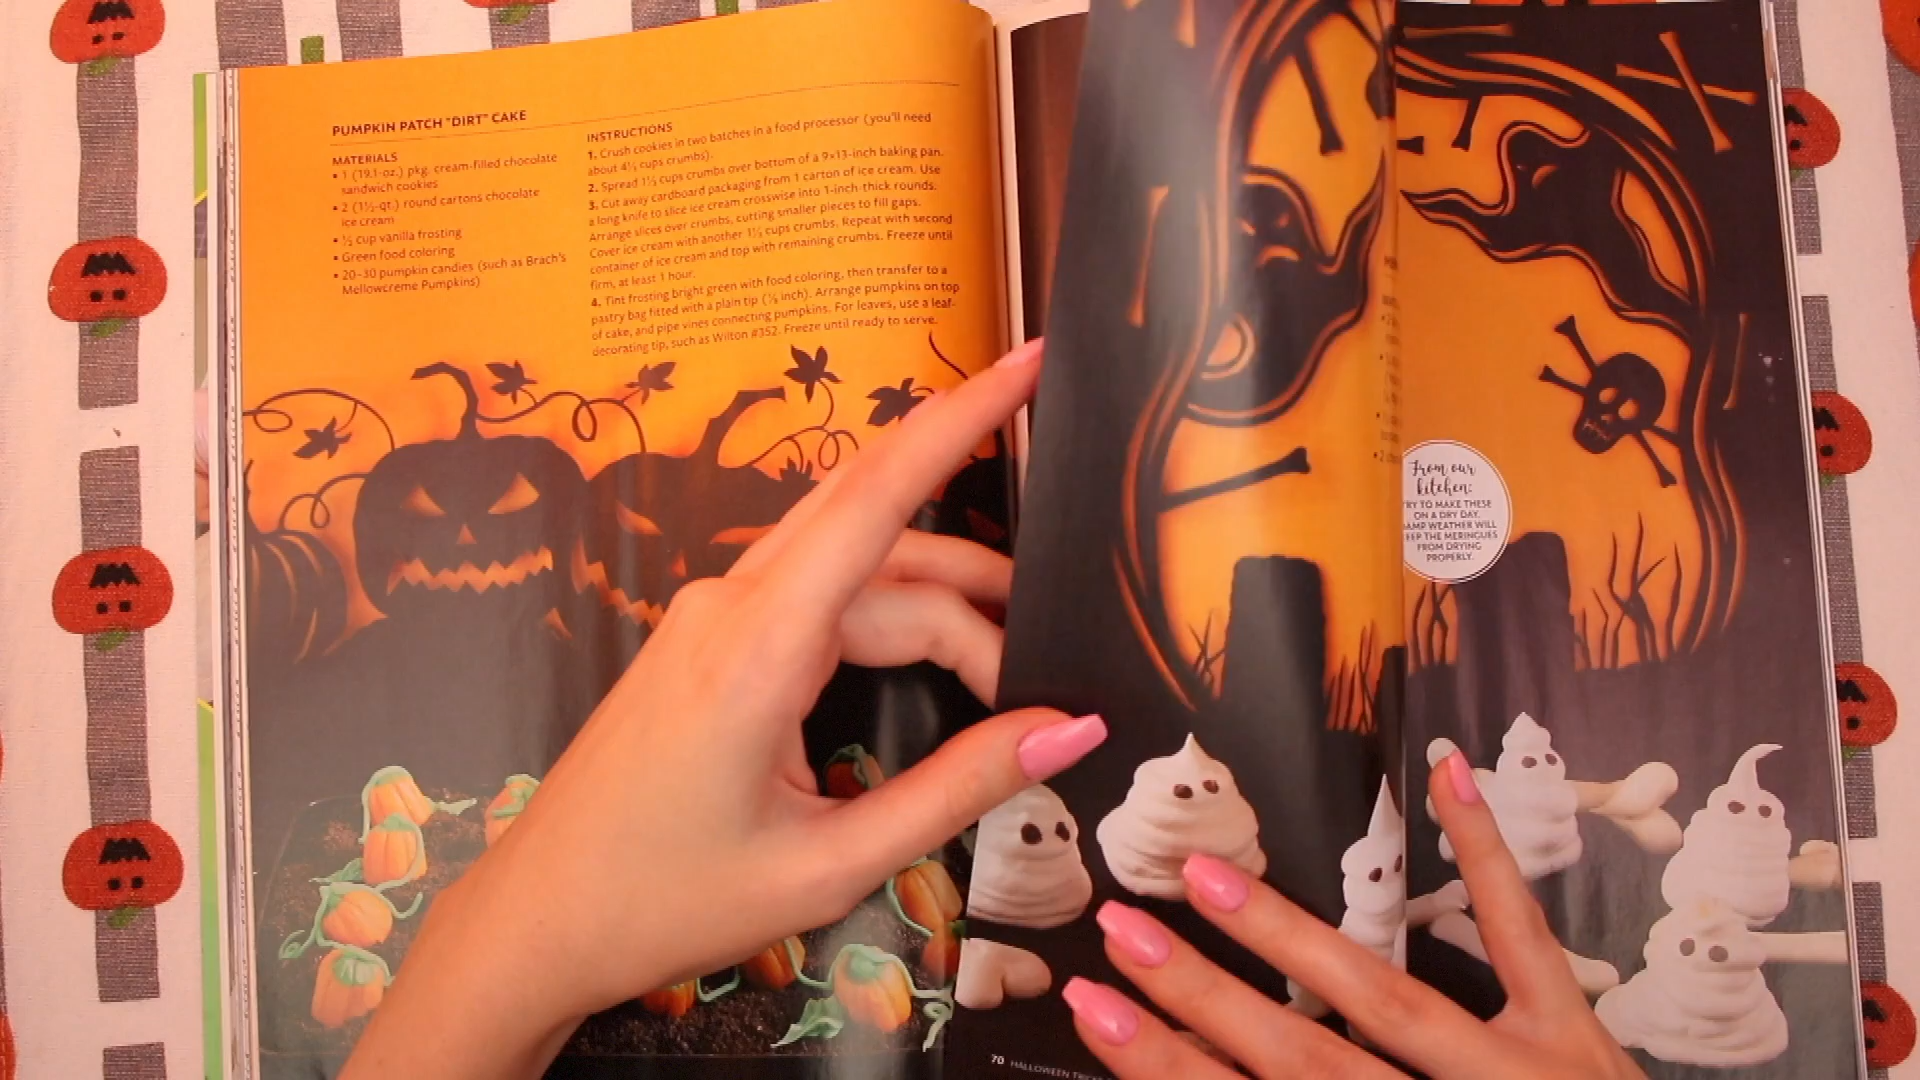 PUMPKIN PATCH "DIRT" CAKE
MATERIALS
• 1 (19.1-oz.) pkg. cream-filled chocolate
sandwich cookies
• 2 (1½-qt.) round cartons chocolate
ice cream
• ½ cup vanilla frosting
• Green food coloring
• 20–30 pumpkin candies (such as Brach's
Mellowcreme Pumpkins)
INSTRUCTIONS
1. Crush cookies in two batches in a food processor (you'll need
about 4½ cups crumbs).
2. Spread 1½ cups crumbs over bottom of a 9×13-inch baking pan.
3. Cut away cardboard packaging from 1 carton of ice cream. Use
a long knife to slice ice cream crosswise into 1-inch-thick rounds.
Arrange slices over crumbs, cutting smaller pieces to fill gaps.
Cover ice cream with another 1½ cups crumbs. Repeat with second
container of ice cream and top with remaining crumbs. Freeze until
firm, at least 1 hour.
4. Tint frosting bright green with food coloring, then transfer to a
pastry bag fitted with a plain tip (⅛ inch). Arrange pumpkins on top
of cake, and pipe vines connecting pumpkins. For leaves, use a leaf-
decorating tip, such as Wilton #352. Freeze until ready to serve.
From our
kitchen:
RY TO MAKE THESE
ON A DRY DAY.
AMP WEATHER WILL
EEP THE MERINGUES
FROM DRYING
PROPERLY.
70 HALLOWEEN TRICK